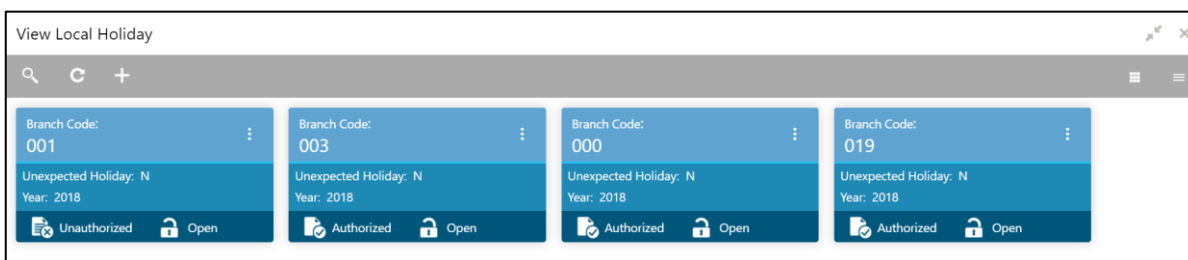 View Local Holiday
Branch Code:
001
Unexpected Holiday: N
Year: 2018
Unauthorized Open
Branch Code:
003
Unexpected Holiday: N
Year: 2018
Authorized Open
Branch Code:
000
Unexpected Holiday: N
Year: 2018
Authorized Open
Branch Code:
019
Unexpected Holiday: N
Year: 2018
Authorized Open